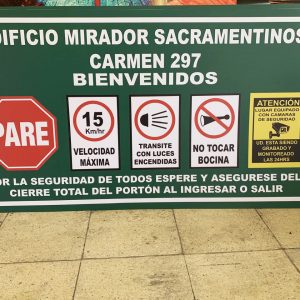 DIFICIO MIRADOR SACRAMENTINOS
CARMEN 297
BIENVENIDOS
PARE
15
Km/hr
VELOCIDAD
MÁXIMA
TRANSITE
CON LUCES
ENCENDIDAS
NO TOCAR
BOCINA
ATENCIÓN
LUGAR EQUIPADO
CON CAMARAS
DE SEGURIDAD
UD. ESTA SIENDO
GRABADO Y
MONITOREADO
LAS 24HRS
OR LA SEGURIDAD DE TODOS ESPERE Y ASEGURESE DEL
CIERRE TOTAL DEL PORTÓN AL INGRESAR O SALIR